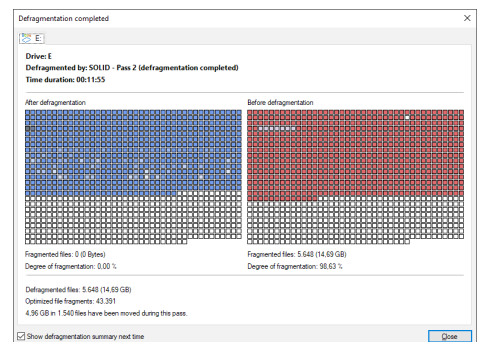 Defragmentation completed
E:
Drive: E
Defragmented by: SOLID - Pass 2 (defragmentation completed)
Time duration: 00:11:55
After defragmentation
Before defragmentation
Fragmented files: 0 (0 Bytes)
Fragmented files: 5.648 (14,69 GB)
Degree of fragmentation: 0,00 %
Degree of fragmentation: 98,63 %
Defragmented files: 5.648 (14,69 GB)
Optimized file fragments: 43.391
4,96 GB in 1.540 files have been moved during this pass.
Show defragmentation summary next time
Close